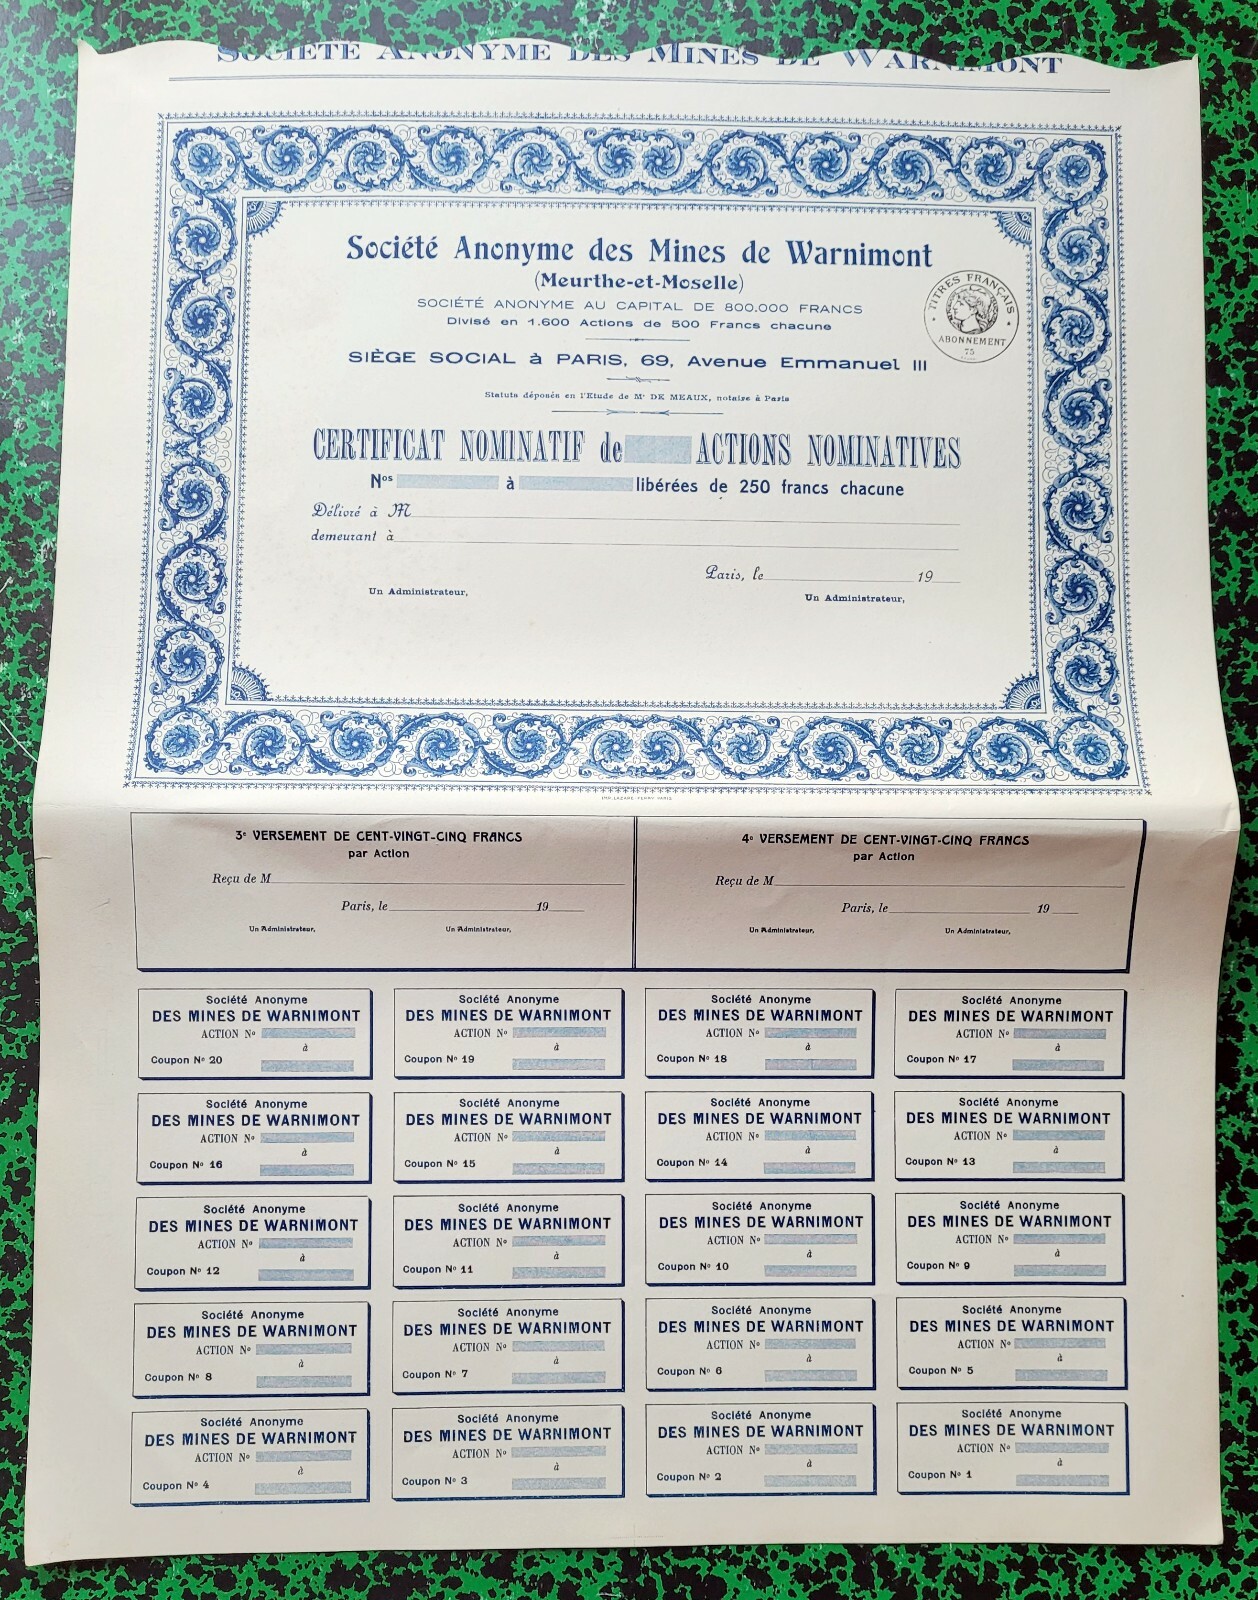 SOCIÉTÉ ANONYME DES MINES DE WARNIMONT
Société Anonyme des Mines de Warnimont
(Meurthe-et-Moselle)
SOCIÉTÉ ANONYME AU CAPITAL DE 800.000 FRANCS
Divisé en 1.600 Actions de 500 Francs chacune
TITRES FRANÇAIS
ABONNEMENT
75
SIÈGE SOCIAL à PARIS, 69, Avenue Emmanuel III
Statuts déposés en l'Etude de Mᵉ DE MEAUX, notaire à Paris
CERTIFICAT NOMINATIF de ACTIONS NOMINATIVES
Nos à libérées de 250 francs chacune
Délivré à M
demeurant à
Paris, le 19
Un Administrateur, Un Administrateur,
IMP. LAZARE-FERRY PARIS
3e VERSEMENT DE CENT-VINGT-CINQ FRANCS
par Action
Reçu de M
Paris, le 19
Un Administrateur, Un Administrateur,
4e VERSEMENT DE CENT-VINGT-CINQ FRANCS
par Action
Reçu de M
Paris, le 19
Un Administrateur, Un Administrateur,
Société Anonyme
DES MINES DE WARNIMONT
ACTION No
à
Coupon No 20
Société Anonyme
DES MINES DE WARNIMONT
ACTION No
à
Coupon No 19
Société Anonyme
DES MINES DE WARNIMONT
ACTION No
à
Coupon No 18
Société Anonyme
DES MINES DE WARNIMONT
ACTION No
à
Coupon No 17
Société Anonyme
DES MINES DE WARNIMONT
ACTION No
à
Coupon No 16
Société Anonyme
DES MINES DE WARNIMONT
ACTION No
à
Coupon No 15
Société Anonyme
DES MINES DE WARNIMONT
ACTION No
à
Coupon No 14
Société Anonyme
DES MINES DE WARNIMONT
ACTION No
à
Coupon No 13
Société Anonyme
DES MINES DE WARNIMONT
ACTION No
à
Coupon No 12
Société Anonyme
DES MINES DE WARNIMONT
ACTION No
à
Coupon No 11
Société Anonyme
DES MINES DE WARNIMONT
ACTION No
à
Coupon No 10
Société Anonyme
DES MINES DE WARNIMONT
ACTION No
à
Coupon No 9
Société Anonyme
DES MINES DE WARNIMONT
ACTION No
à
Coupon No 8
Société Anonyme
DES MINES DE WARNIMONT
ACTION No
à
Coupon No 7
Société Anonyme
DES MINES DE WARNIMONT
ACTION No
à
Coupon No 6
Société Anonyme
DES MINES DE WARNIMONT
ACTION No
à
Coupon No 5
Société Anonyme
DES MINES DE WARNIMONT
ACTION No
à
Coupon No 4
Société Anonyme
DES MINES DE WARNIMONT
ACTION No
à
Coupon No 3
Société Anonyme
DES MINES DE WARNIMONT
ACTION No
à
Coupon No 2
Société Anonyme
DES MINES DE WARNIMONT
ACTION No
à
Coupon No 1